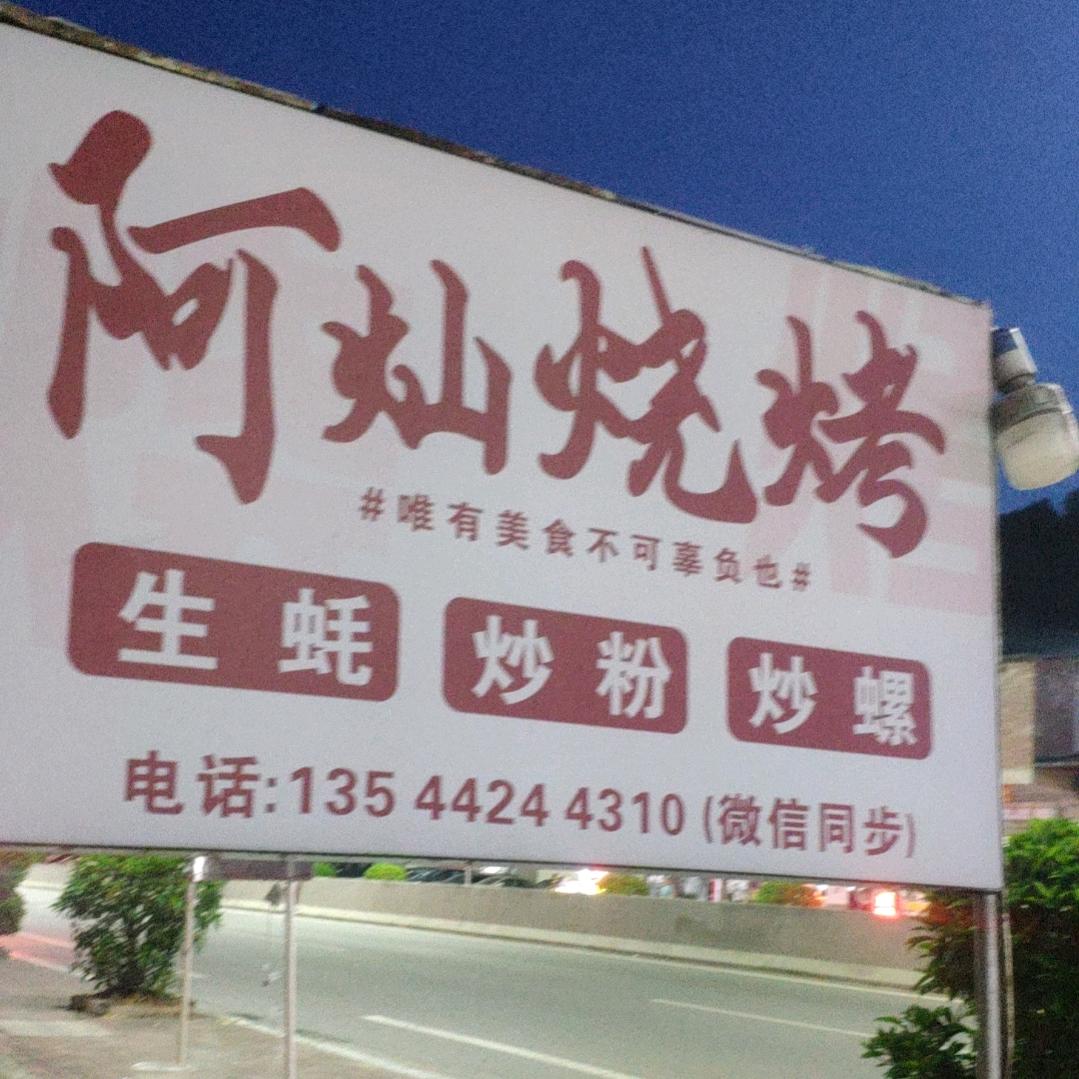 阿灿烧烤
#唯有美食不可辜负也#
生蚝 炒粉 炒螺
电话:135 4424 4310 (微信同步)